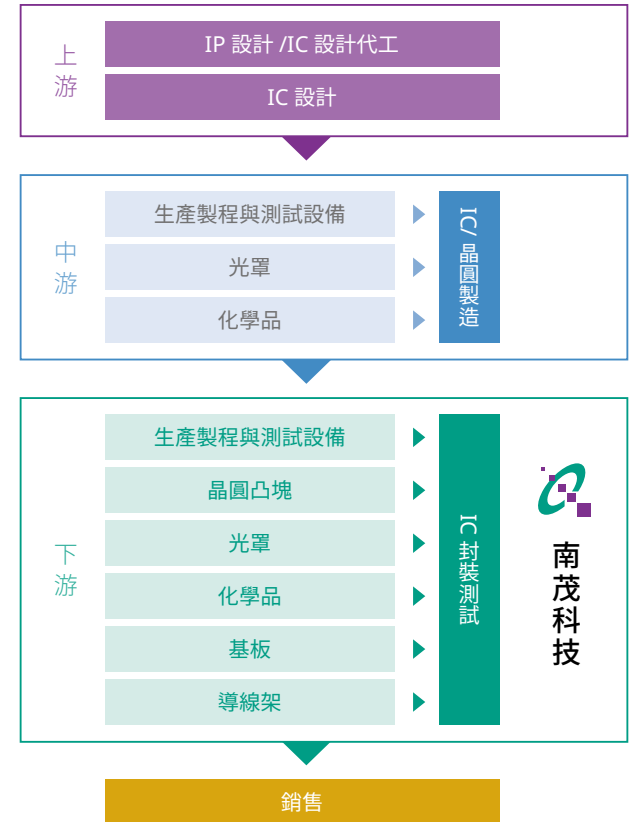 上游
IP 設計 /IC 設計代工
IC 設計
中游
生產製程與測試設備
光罩
化學品
IC/ 晶圓製造
下游
生產製程與測試設備
晶圓凸塊
光罩
化學品
基板
導線架
IC 封裝測試
南茂科技
銷售